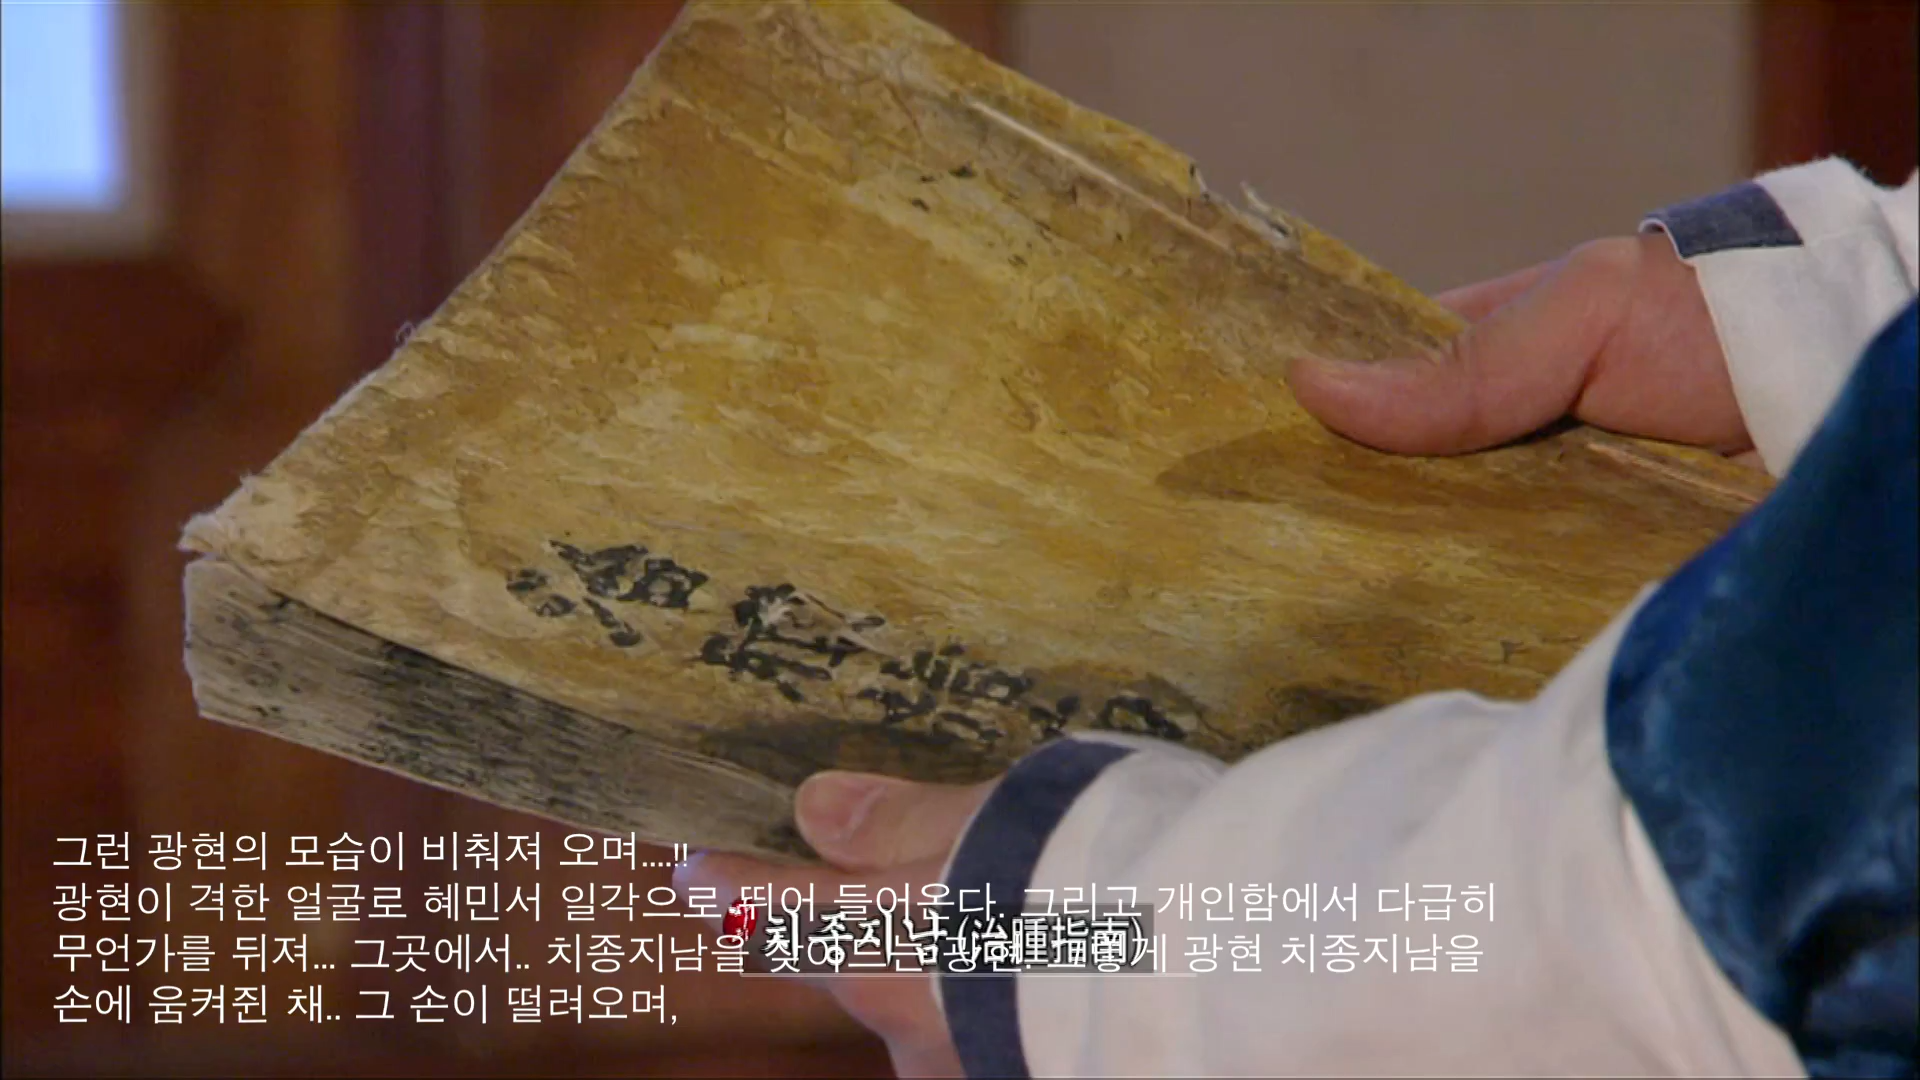 그런 광현의 모습이 비춰져 오며....!!
광현이 격한 얼굴로 혜민서 일각으로 뛰어 들어온다. 그리고 개인함에서 다급히
무언가를 뒤져... 그곳에서.. 치종지남을 찾아드는 광현. 그렇게 광현 치종지남을
손에 움켜쥔 채.. 그 손이 떨려오며,
치종지남 (治腫指南)
治腫指南